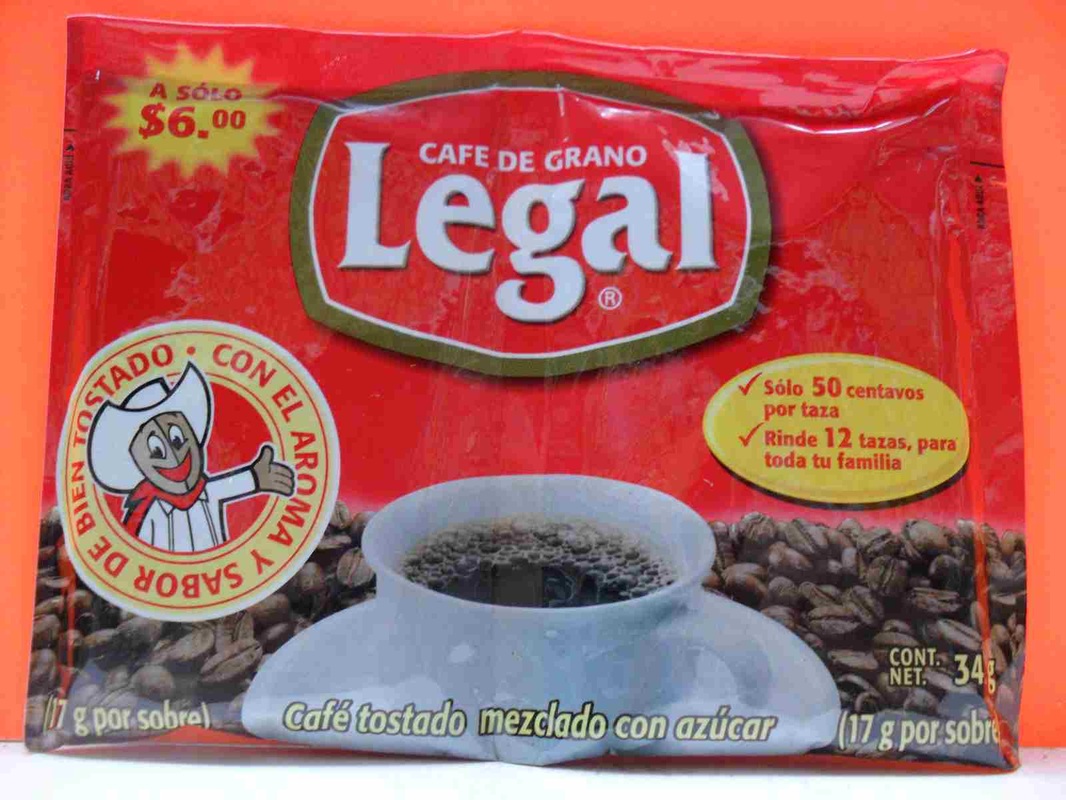 A SÓLO
$6.00
CAFE DE GRANO
Legal
®
CON EL AROMA Y SABOR DE BIEN TOSTADO •
✓ Sólo 50 centavos
por taza
✓ Rinde 12 tazas, para
toda tu familia
CONT.
NET. 34g
(17 g por sobre)
Café tostado mezclado con azúcar
(17 g por sobre